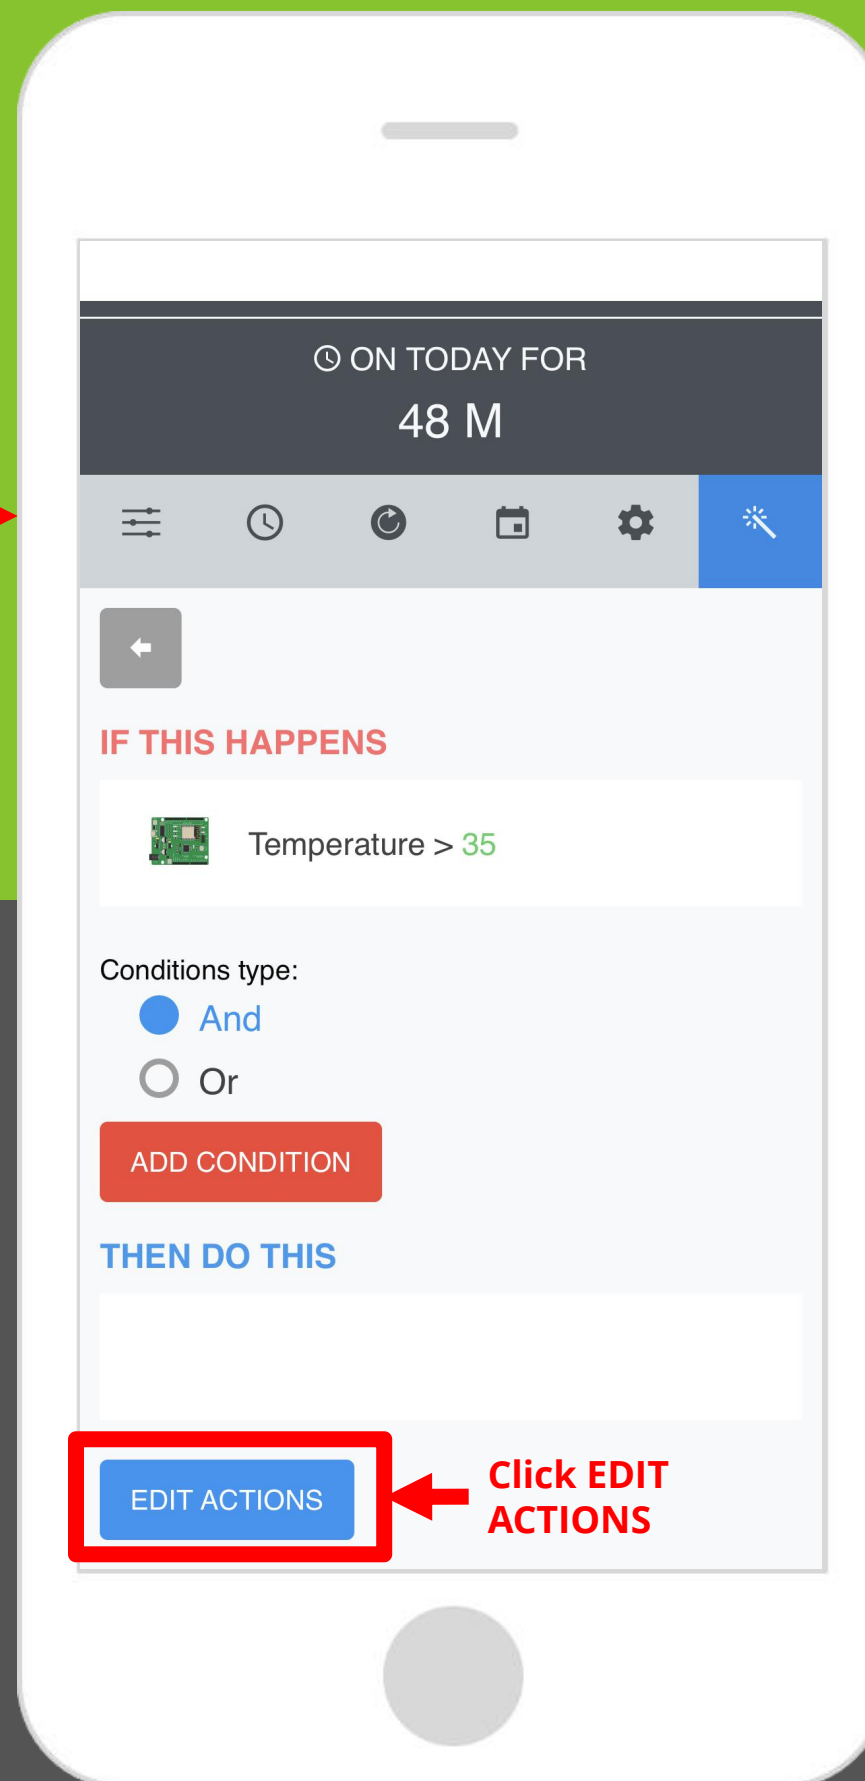 ON TODAY FOR
48 M
IF THIS HAPPENS
Temperature > 35
Conditions type:
And
Or
ADD CONDITION
THEN DO THIS
EDIT ACTIONS
Click EDIT
ACTIONS